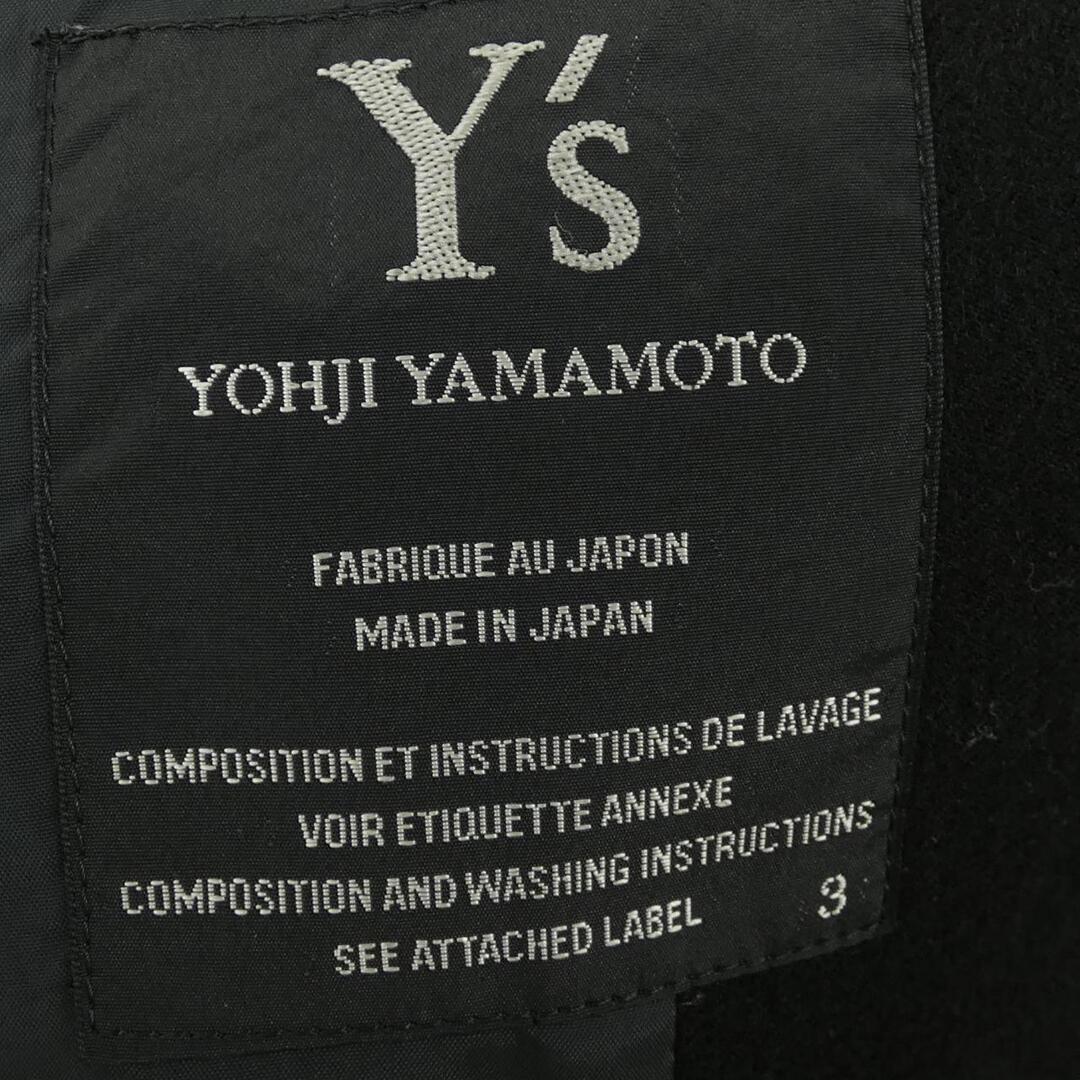 Y's
YOHJI YAMAMOTO
FABRIQUE AU JAPON
MADE IN JAPAN
COMPOSITION ET INSTRUCTIONS DE LAVAGE
VOIR ETIQUETTE ANNEXE
COMPOSITION AND WASHING INSTRUCTIONS
SEE ATTACHED LABEL
3